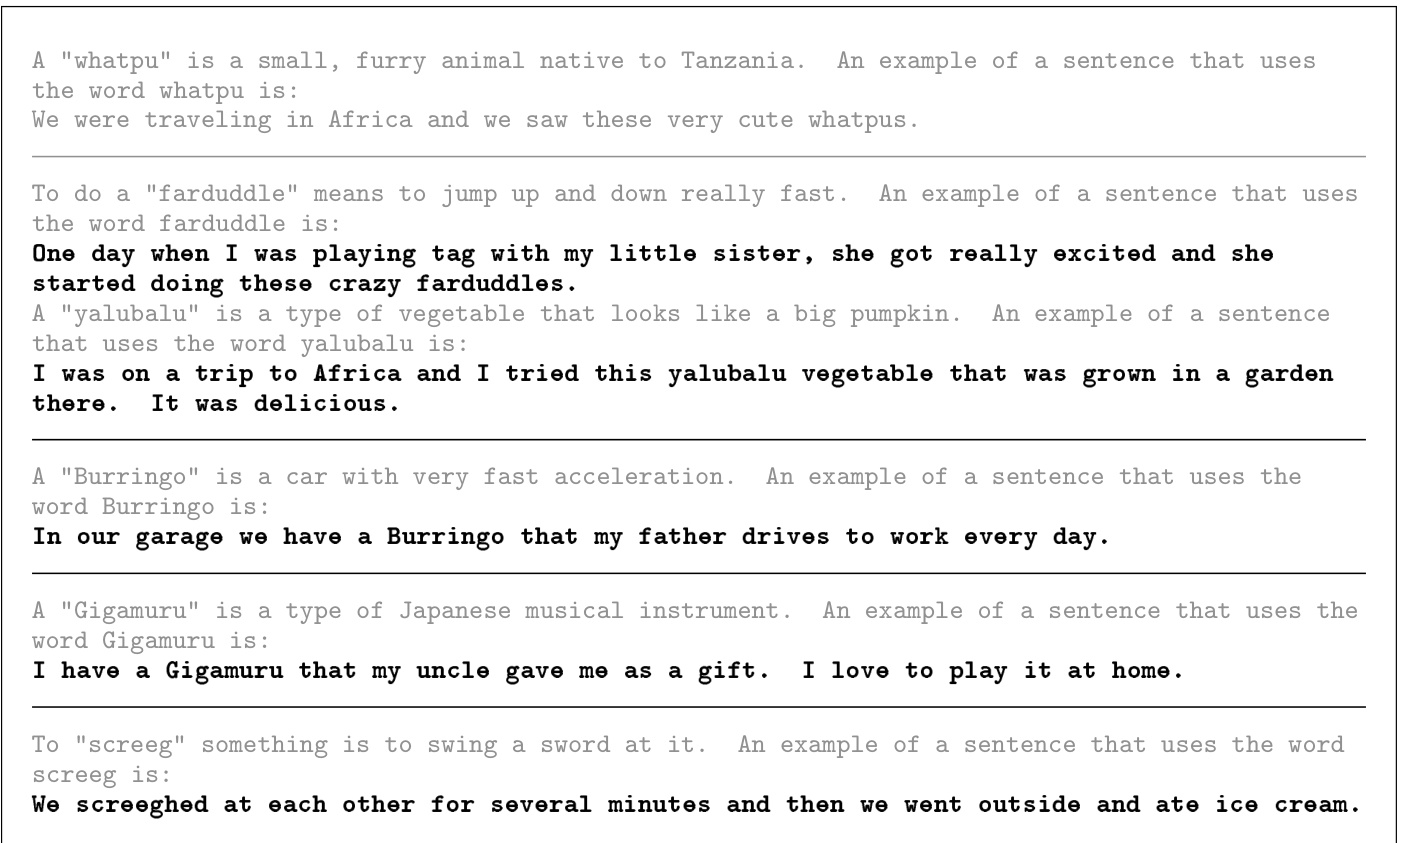 A "whatpu" is a small, furry animal native to Tanzania. An example of a sentence that uses
the word whatpu is:
We were traveling in Africa and we saw these very cute whatpus.
To do a "farduddle" means to jump up and down really fast. An example of a sentence that uses
the word farduddle is:
One day when I was playing tag with my little sister, she got really excited and she
started doing these crazy farduddles.
A "yalubalu" is a type of vegetable that looks like a big pumpkin. An example of a sentence
that uses the word yalubalu is:
I was on a trip to Africa and I tried this yalubalu vegetable that was grown in a garden
there. It was delicious.
A "Burringo" is a car with very fast acceleration. An example of a sentence that uses the
word Burringo is:
In our garage we have a Burringo that my father drives to work every day.
A "Gigamuru" is a type of Japanese musical instrument. An example of a sentence that uses the
word Gigamuru is:
I have a Gigamuru that my uncle gave me as a gift. I love to play it at home.
To "screeg" something is to swing a sword at it. An example of a sentence that uses the word
screeg is:
We screeghed at each other for several minutes and then we went outside and ate ice cream.